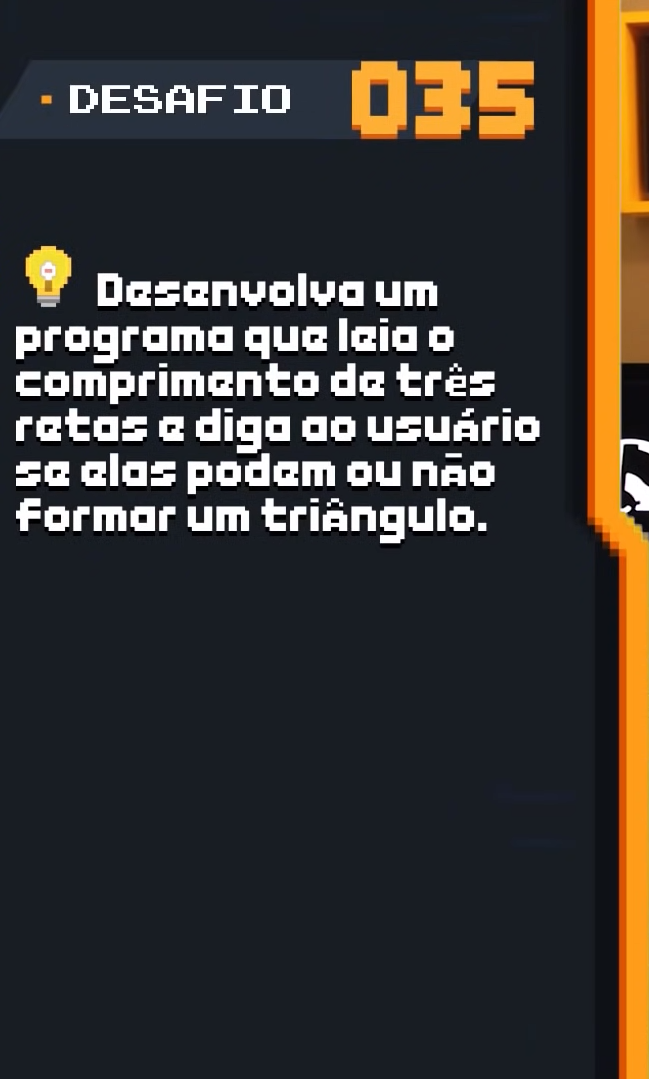 DESAFIO 035
Desenvolva um
programa que leia o
comprimento de três
retas e diga ao usuário
se elas podem ou não
formar um triângulo.